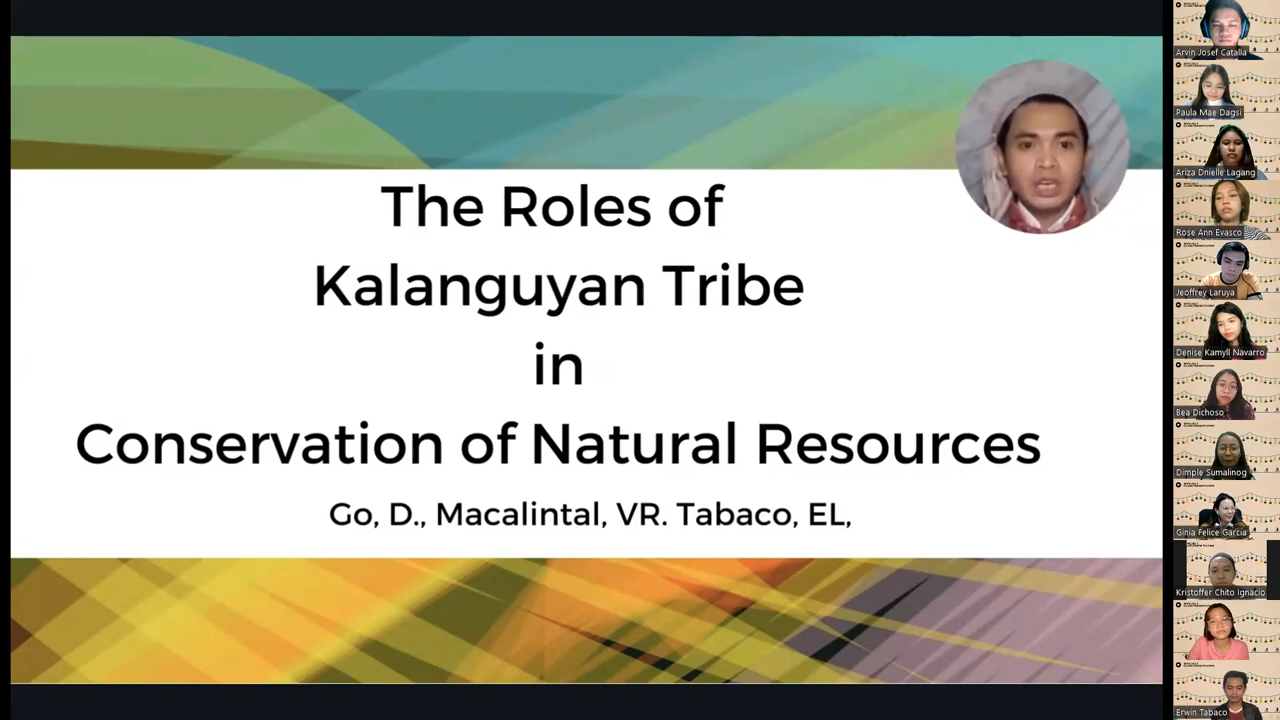 The Roles of
Kalanguyan Tribe
in
Conservation of Natural Resources
Go, D., Macalintal, VR. Tabaco, EL,
Arvin Josef Catalla
Paula Mae Dagsi
Ariza Dnielle Lagang
Rose Ann Evasco
Jeoffrey Laruya
Denise Kamyll Navarro
Bea Dichoso
Dimple Sumalinog
Ginia Felice Garcia
Kristoffer Chito Ignacio
Erwin Tabaco